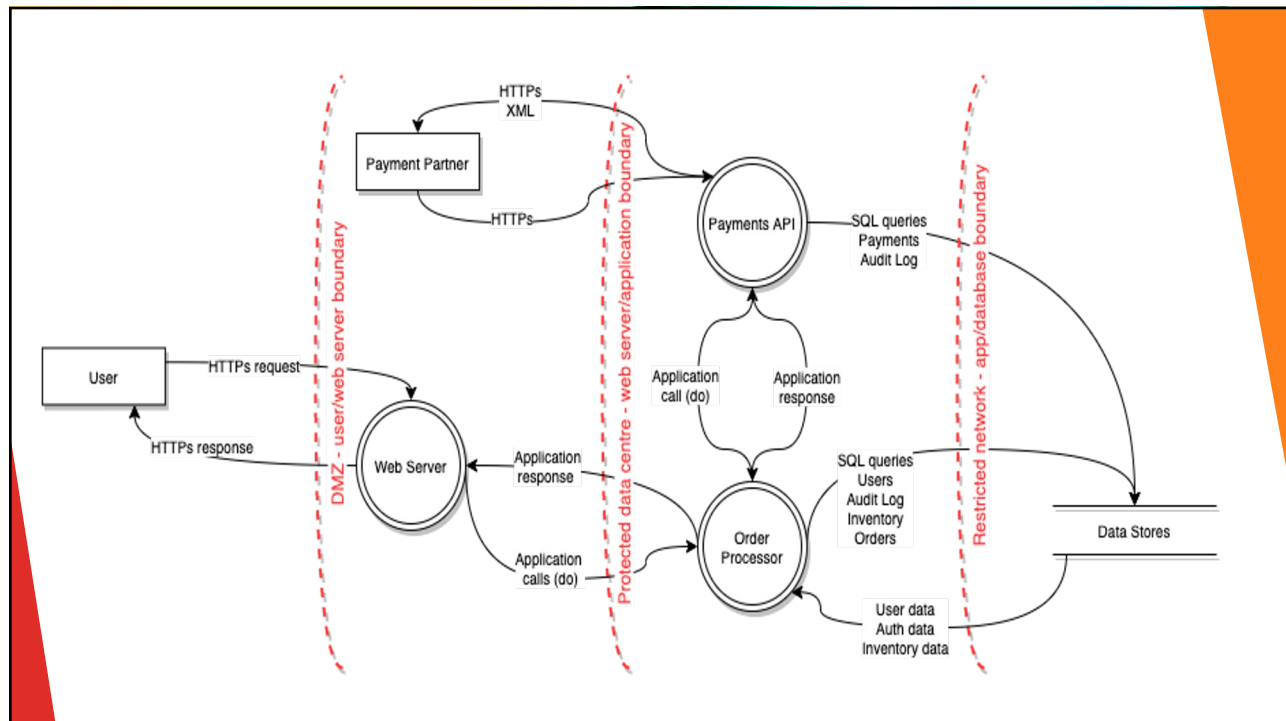 HTTPs
XML
Payment Partner
HTTPs
Payments API
SQL queries
Payments
Audit Log
DMZ - user/web server boundary
Protected data centre - web server/application boundary
Restricted network - app/database boundary
User
HTTPs request
HTTPs response
Web Server
Application
call (do)
Application
response
Application
response
Application
calls (do)
Order
Processor
SQL queries
Users
Audit Log
Inventory
Orders
Data Stores
User data
Auth data
Inventory data